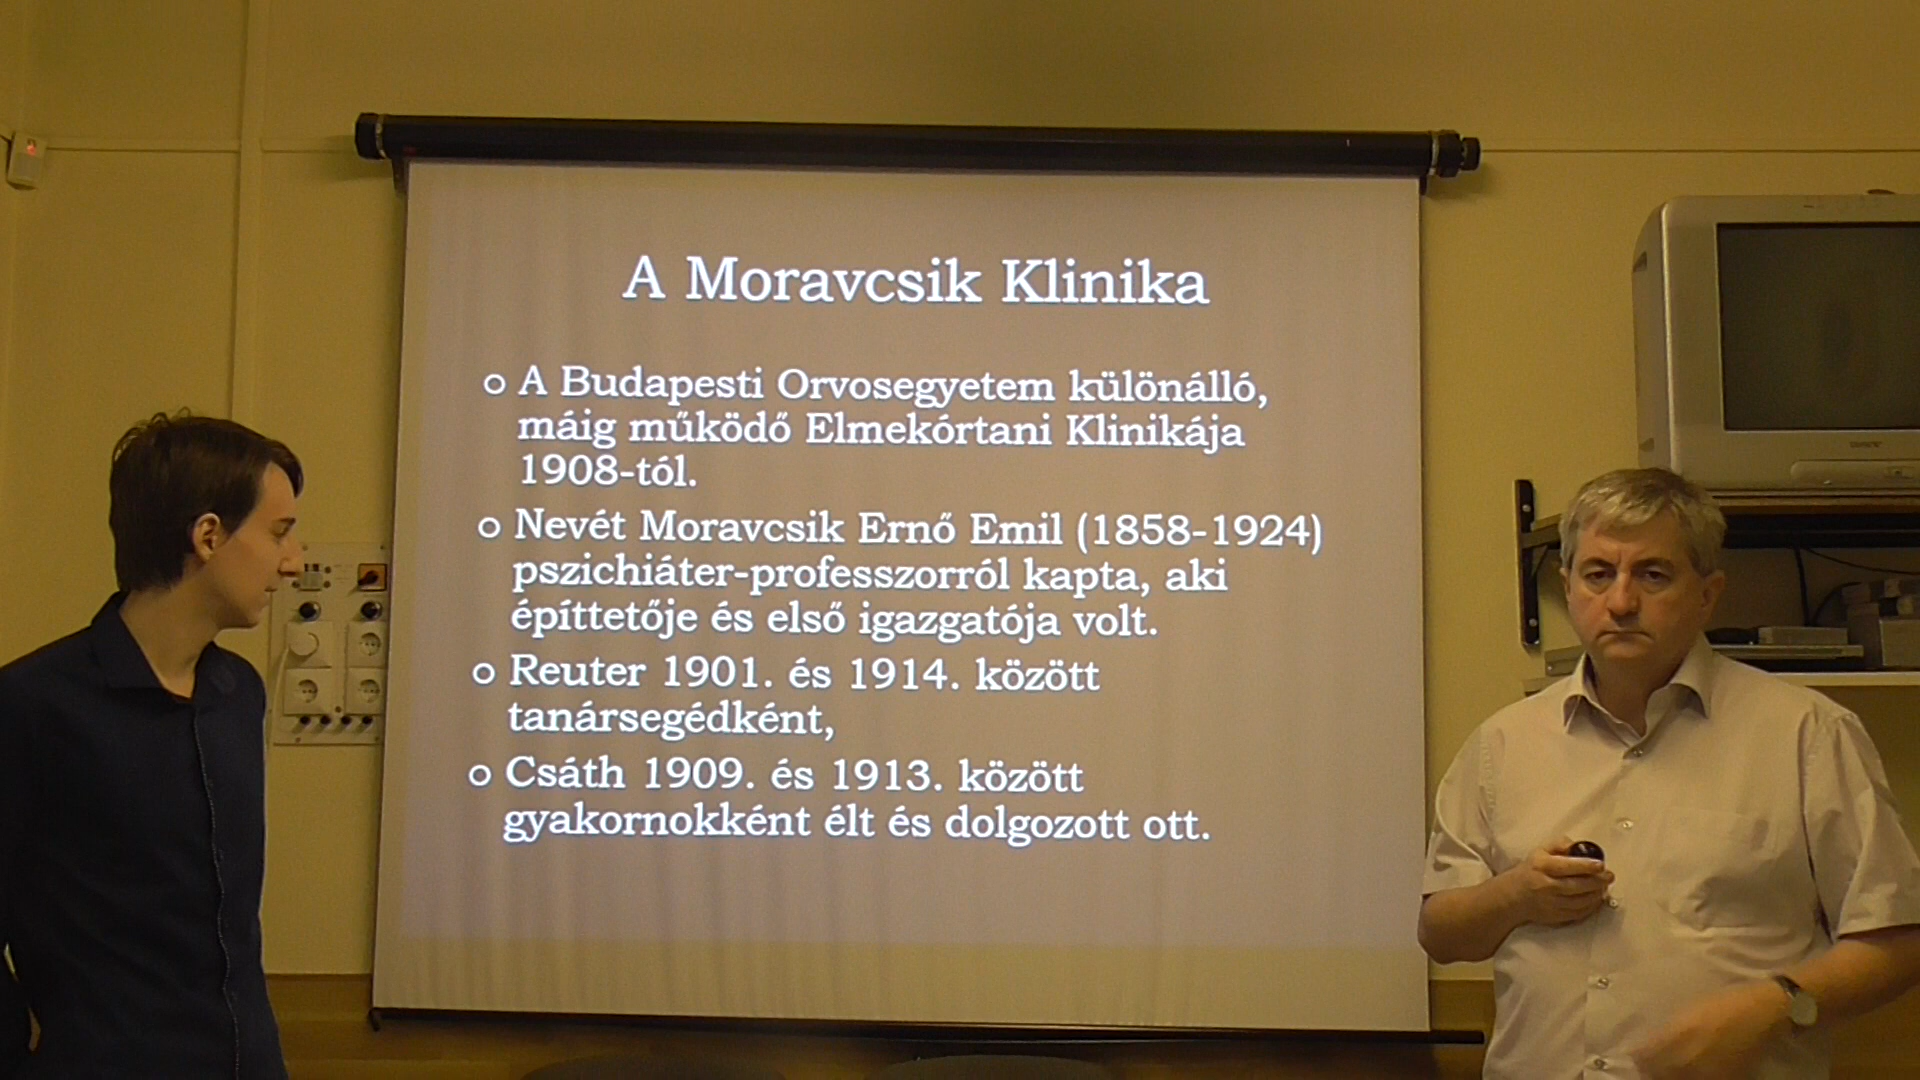 A Moravcsik Klinika
A Budapesti Orvosegyetem különálló,
máig működő Elmekórtani Klinikája
1908-tól.
Nevét Moravcsik Ernő Emil (1858-1924)
pszichiáter-professzorról kapta, aki
építtetője és első igazgatója volt.
Reuter 1901. és 1914. között
tanársegédként,
Csáth 1909. és 1913. között
gyakornokként élt és dolgozott ott.